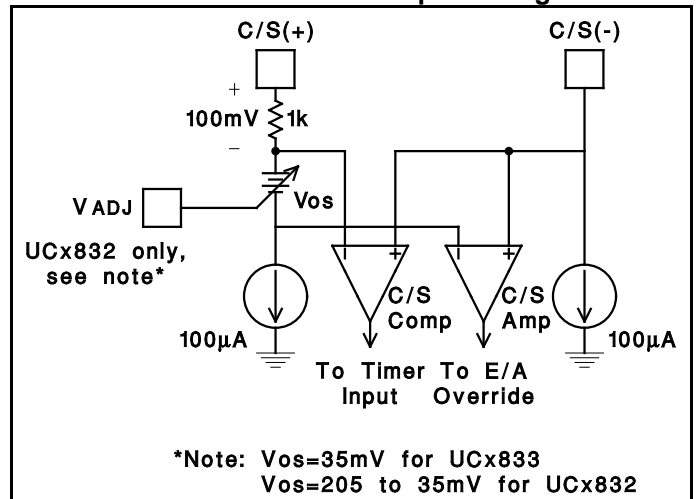 C/S(+)
C/S(-)
+
100mV
1k
−
VADJ
Vos
UCx832 only,
see note*
− +
− +
C/S
Comp
C/S
Amp
100μA
100μA
To Timer
Input
To E/A
Override
*Note: Vos=35mV for UCx833
Vos=205 to 35mV for UCx832